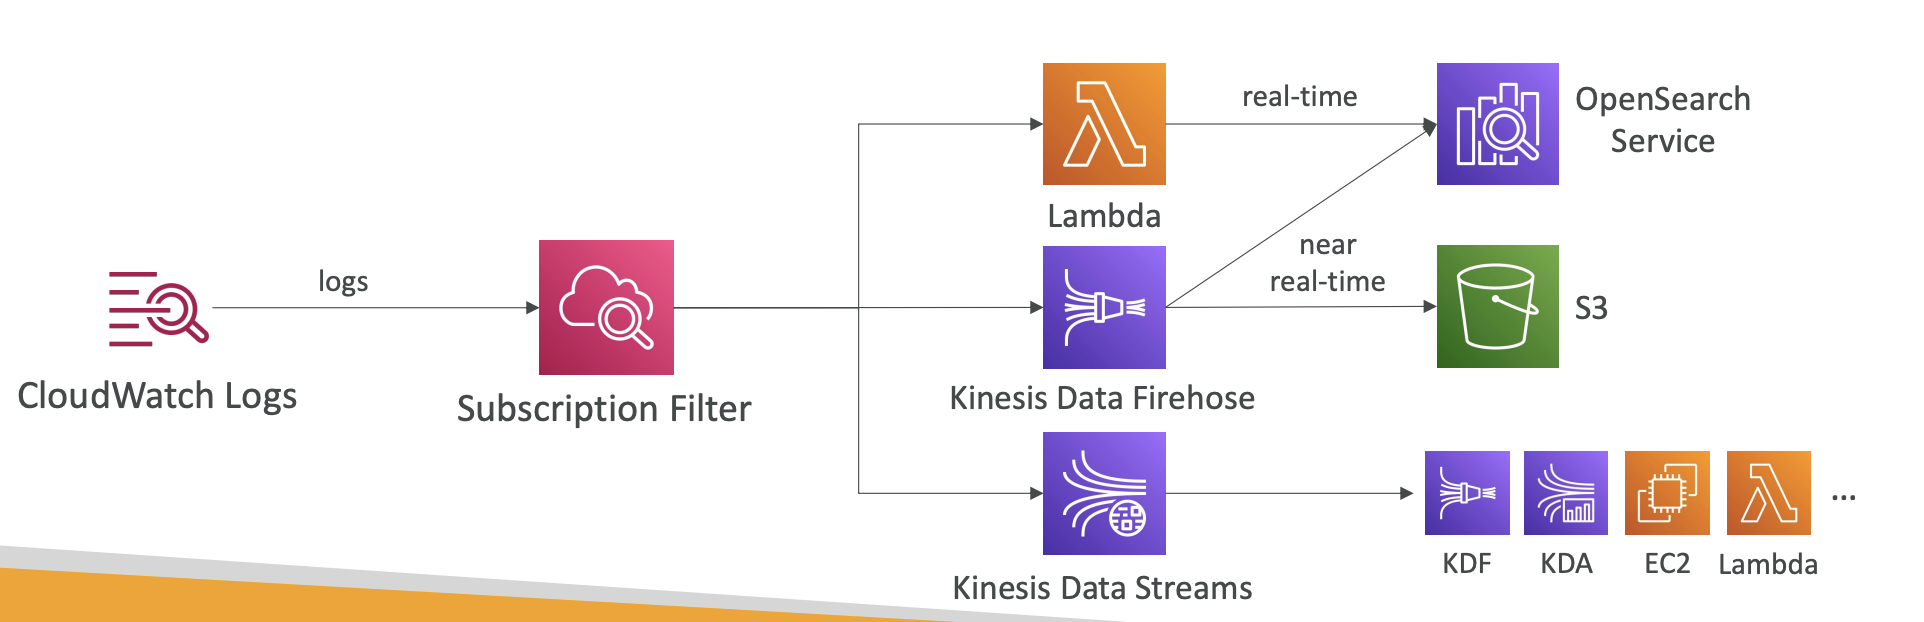 CloudWatch Logs
logs
Subscription Filter
Lambda
real-time
OpenSearch
Service
Kinesis Data Firehose
near
real-time
S3
Kinesis Data Streams
KDF
KDA
EC2
Lambda
...